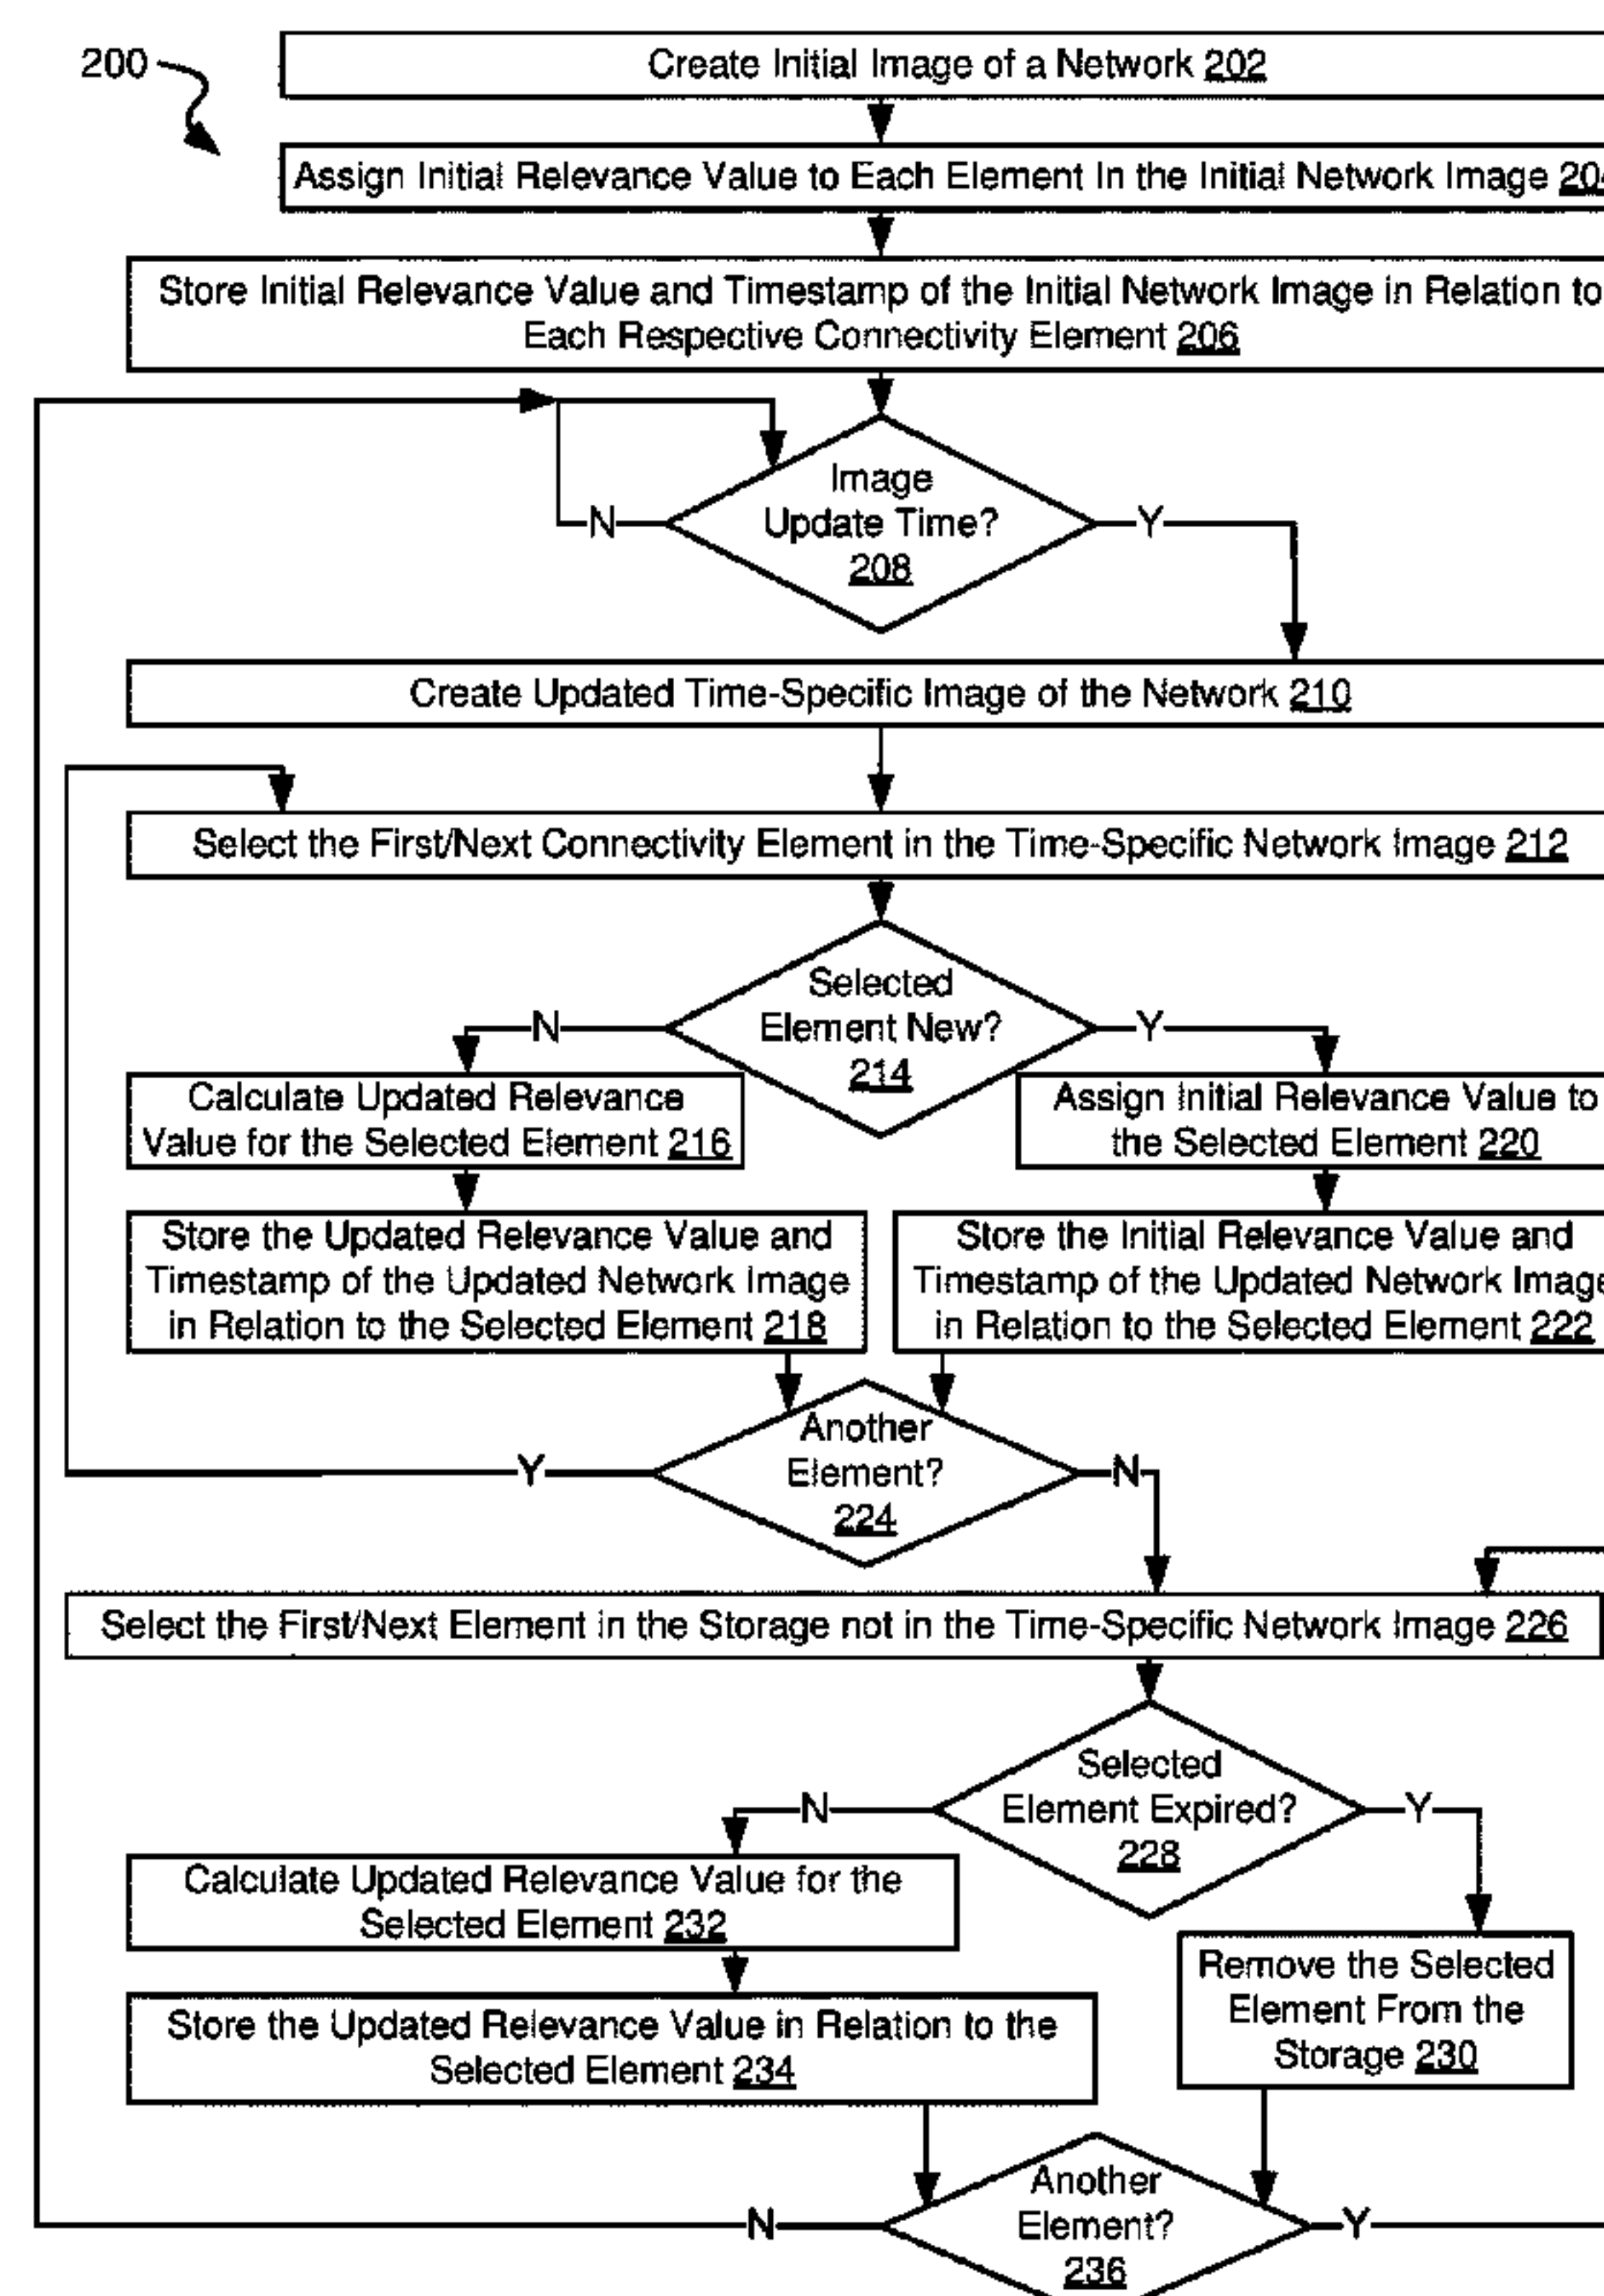 200
Create Initial Image of a Network 202
Assign Initial Relevance Value to Each Element In the Initial Network Image
Store Initial Relevance Value and Timestamp of the Initial Network Image in Relation to
Each Respective Connectivity Element 206
Image
Update Time?
208
N
Y
Create Updated Time-Specific Image of the Network 210
Select the First/Next Connectivity Element in the Time-Specific Network Image 212
Selected
Element New?
214
N
Y
Calculate Updated Relevance
Value for the Selected Element 216
Assign Initial Relevance Value to
the Selected Element 220
Store the Updated Relevance Value and
Timestamp of the Updated Network Image
in Relation to the Selected Element 218
Store the Initial Relevance Value and
Timestamp of the Updated Network Image
in Relation to the Selected Element 222
Another
Element?
224
Y
N
Select the First/Next Element in the Storage not in the Time-Specific Network Image 226
Selected
Element Expired?
228
N
Y
Calculate Updated Relevance Value for the
Selected Element 232
Remove the Selected
Element From the
Storage 230
Store the Updated Relevance Value in Relation to the
Selected Element 234
Another
Element?
236
N
Y